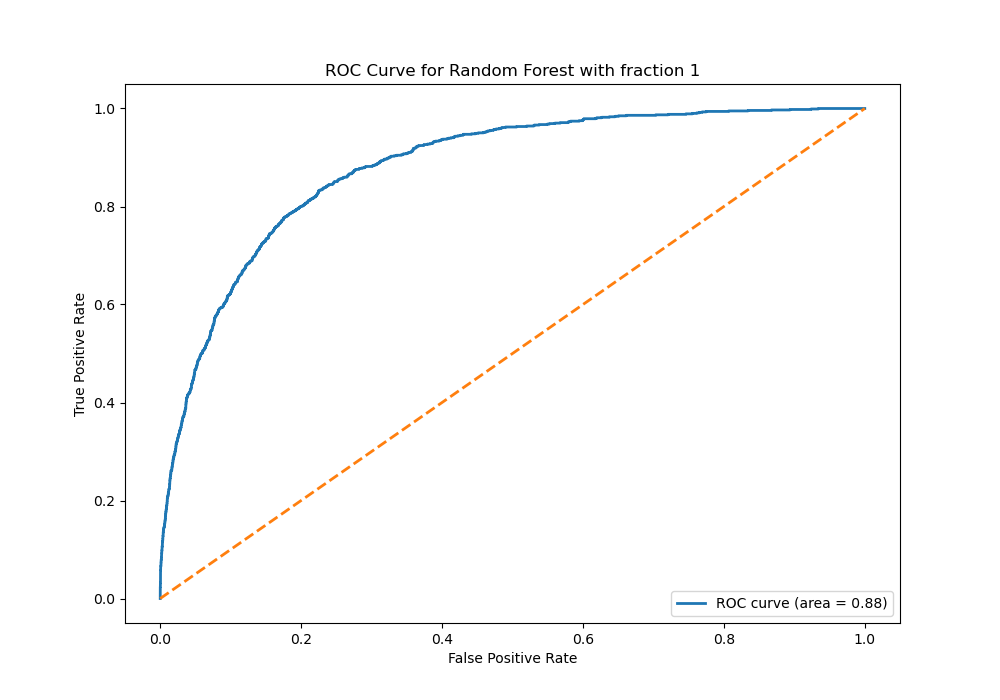 ROC Curve for Random Forest with fraction 1
True Positive Rate
1.0
0.8
0.6
0.4
0.2
0.0
ROC curve (area = 0.88)
0.0 0.2 0.4 0.6 0.8 1.0
False Positive Rate